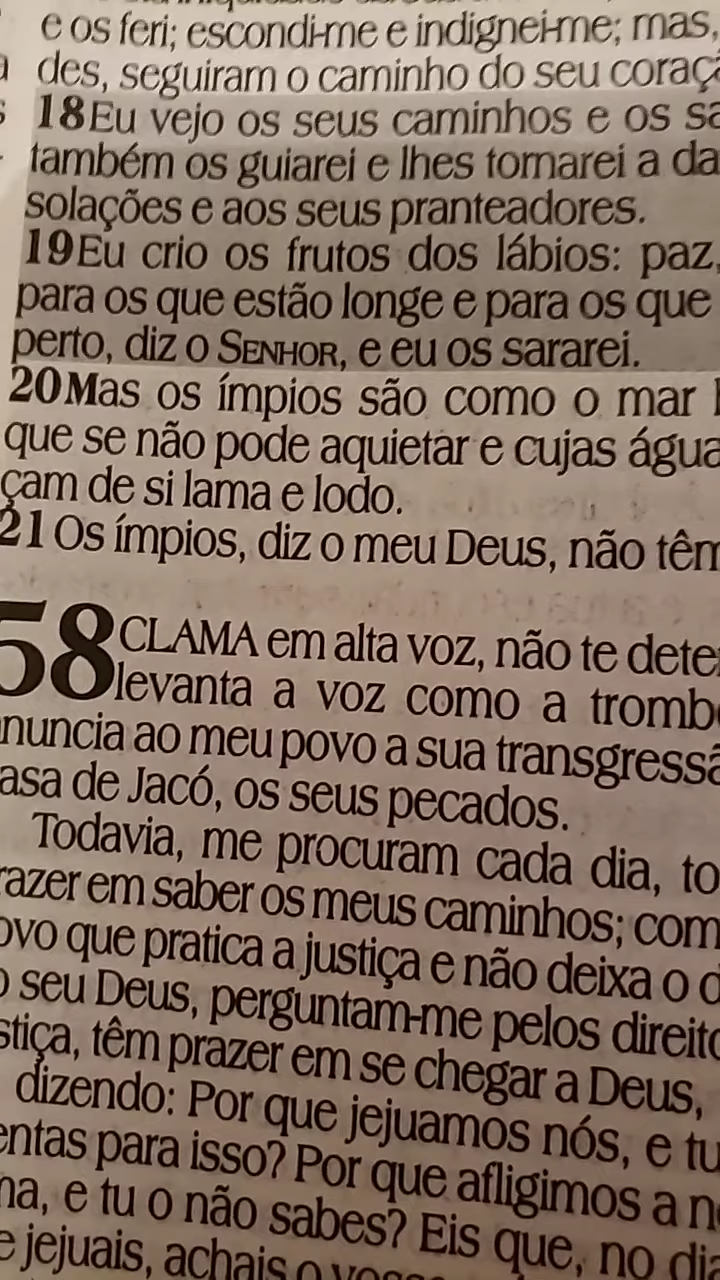 e os feri; escondi-me e indignei-me; mas,
des, seguiram o caminho do seu coraçã
18 Eu vejo os seus caminhos e os sa
também os guiarei e lhes tornarei a da
solações e aos seus pranteadores.
19 Eu crio os frutos dos lábios: paz,
para os que estão longe e para os que
perto, diz o SENHOR, e eu os sararei.
20 Mas os ímpios são como o mar
que se não pode aquietar e cujas água
çam de si lama e lodo.
21 Os ímpios, diz o meu Deus, não têm
58 CLAMA em alta voz, não te dete
levanta a voz como a trombe
nuncia ao meu povo a sua transgressã
asa de Jacó, os seus pecados.
Todavia, me procuram cada dia, to
razer em saber os meus caminhos; com
ovo que pratica a justiça e não deixa o d
o seu Deus, perguntam-me pelos direito
stiça, têm prazer em se chegar a Deus,
dizendo: Por que jejuamos nós, e tu
entas para isso? Por que afligimos a n
ma, e tu o não sabes? Eis que, no dia
e jejuais, achais o